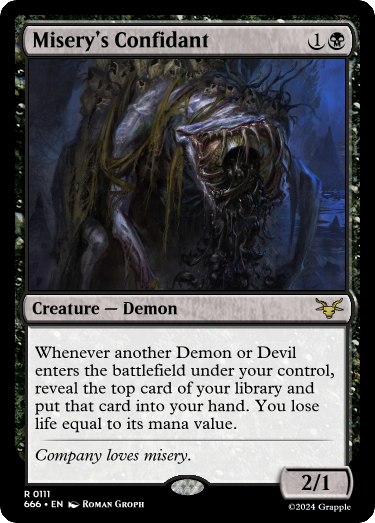 Misery's Confidant 1
Creature — Demon
Whenever another Demon or Devil
enters the battlefield under your control,
reveal the top card of your library and
put that card into your hand. You lose
life equal to its mana value.
Company loves misery.
2/1
R 0111
666 • EN Roman Groph
©2024 Grapple